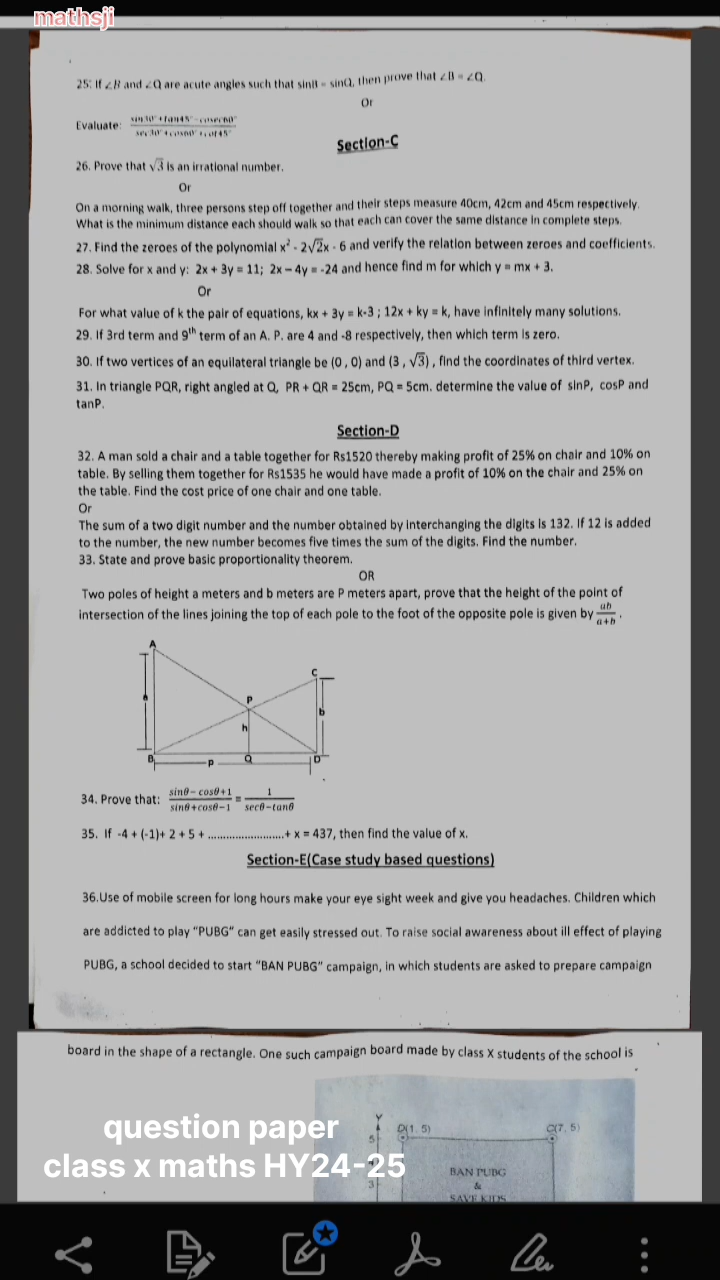 mathsji
25. If ∠B and ∠Q are acute angles such that sinB = sinQ, then prove that ∠B = ∠Q.
Or
Evaluate: sin30° + tan45° - cosec60° / sec30° + cos60° + cot45°
Section-C
26. Prove that √3 is an irrational number.
Or
On a morning walk, three persons step off together and their steps measure 40cm, 42cm and 45cm respectively.
What is the minimum distance each should walk so that each can cover the same distance in complete steps.
27. Find the zeroes of the polynomial x² - 2√2x - 6 and verify the relation between zeroes and coefficients.
28. Solve for x and y: 2x + 3y = 11; 2x – 4y = -24 and hence find m for which y = mx + 3.
Or
For what value of k the pair of equations, kx + 3y = k-3 ; 12x + ky = k, have infinitely many solutions.
29. If 3rd term and 9th term of an A. P. are 4 and -8 respectively, then which term is zero.
30. If two vertices of an equilateral triangle be (0 , 0) and (3 , √3) , find the coordinates of third vertex.
31. In triangle PQR, right angled at Q, PR + QR = 25cm, PQ = 5cm. determine the value of sinP, cosP and
tanP.
Section-D
32. A man sold a chair and a table together for Rs1520 thereby making profit of 25% on chair and 10% on
table. By selling them together for Rs1535 he would have made a profit of 10% on the chair and 25% on
the table. Find the cost price of one chair and one table.
Or
The sum of a two digit number and the number obtained by interchanging the digits is 132. If 12 is added
to the number, the new number becomes five times the sum of the digits. Find the number.
33. State and prove basic proportionality theorem.
OR
Two poles of height a meters and b meters are P meters apart, prove that the height of the point of
intersection of the lines joining the top of each pole to the foot of the opposite pole is given by ab/a+b .
A
C
P
a
b
h
B
p
Q
D
34. Prove that: sinθ− cosθ+1 / sinθ+cosθ−1 = 1 / secθ−tanθ
35. If -4 + (-1)+ 2 + 5 + .........................+ x = 437, then find the value of x.
Section-E(Case study based questions)
36.Use of mobile screen for long hours make your eye sight week and give you headaches. Children which
are addicted to play "PUBG" can get easily stressed out. To raise social awareness about ill effect of playing
PUBG, a school decided to start "BAN PUBG" campaign, in which students are asked to prepare campaign
board in the shape of a rectangle. One such campaign board made by class X students of the school is
Y
D(1, 5)
C(7, 5)
5
4
3
BAN PUBG
&
SAVE KIDS
question paper
class x maths HY24-25